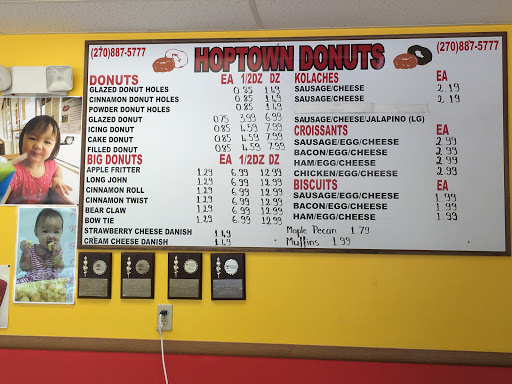 (270)887-5777 HOPTOWN DONUTS (270)887-5777
DONUTS EA 1/2DZ DZ
GLAZED DONUT HOLES 0.85 1.69
CINNAMON DONUT HOLES 0.85 1.69
POWDER DONUT HOLES 0.85 1.69
GLAZED DONUT 0.75 3.99 6.99
ICING DONUT 0.85 4.59 7.99
CAKE DONUT 0.85 4.59 7.99
FILLED DONUT 0.85 4.59 7.99
BIG DONUTS EA 1/2DZ DZ
APPLE FRITTER 1.29 6.99 12.99
LONG JOHN 1.29 6.99 12.99
CINNAMON ROLL 1.29 6.99 12.99
CINNAMON TWIST 1.29 6.99 12.99
BEAR CLAW 1.29 6.99 12.99
BOW TIE 1.29 6.99 12.99
STRAWBERRY CHEESE DANISH 1.69
CREAM CHEESE DANISH 1.69
KOLACHES EA
SAUSAGE/CHEESE 2.19
SAUSAGE/CHEESE 2.19
SAUSAGE/CHEESE/JALAPINO (LG)
CROISSANTS EA
SAUSAGE/EGG/CHEESE 2.99
BACON/EGG/CHEESE 2.99
HAM/EGG/CHEESE 2.99
CHICKEN/EGG/CHEESE 2.99
BISCUITS EA
SAUSAGE/EGG/CHEESE 1.99
BACON/EGG/CHEESE 1.99
HAM/EGG/CHEESE 1.99
Maple Pecan 1.79
Muffins 1.99